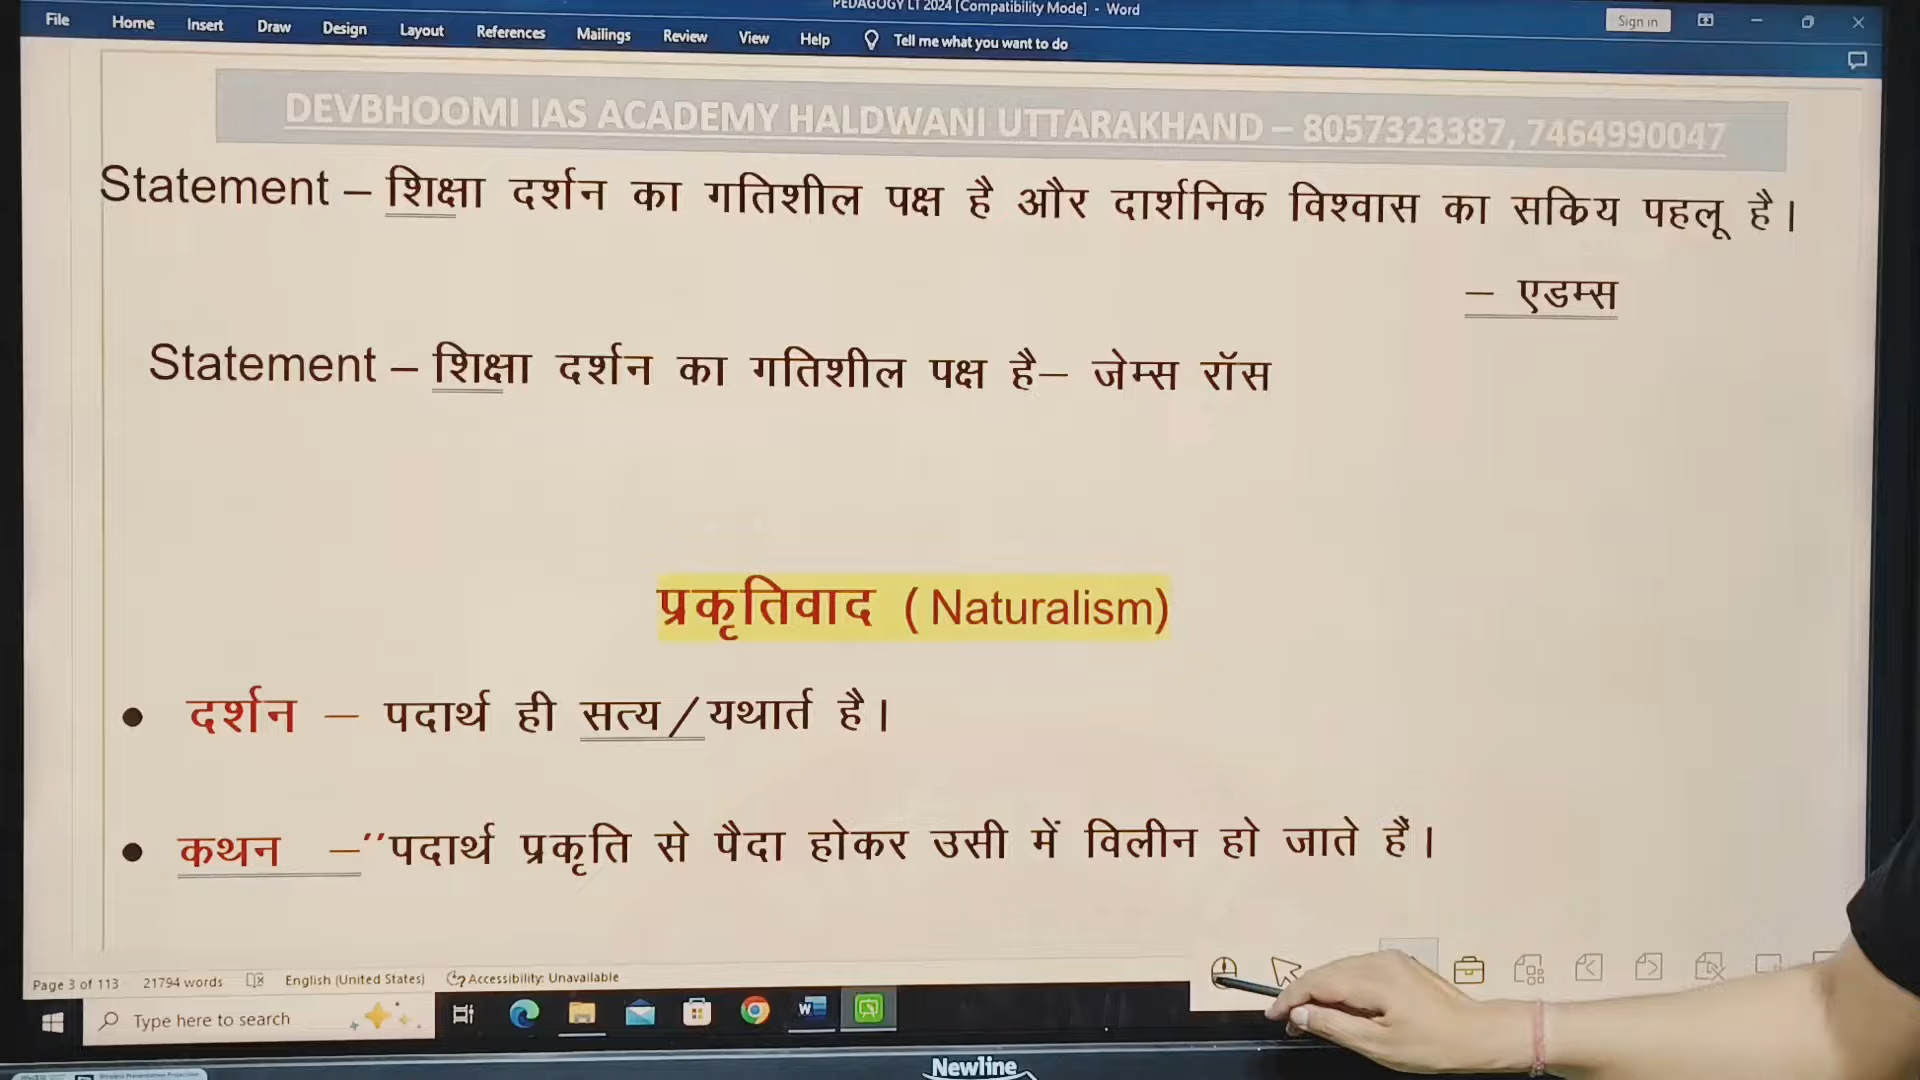 PEDAGOGY LT 2024 [Compatibility Mode] - Word
Sign in
File Home Insert Draw Design Layout References Mailings Review View Help Tell me what you want to do
DEVBHOOMI IAS ACADEMY HALDWANI UTTARAKHAND – 8057323387, 7464990047
Statement – शिक्षा दर्शन का गतिशील पक्ष है और दार्शनिक विश्वास का सकिय पहलू है।
– एडम्स
Statement – शिक्षा दर्शन का गतिशील पक्ष है– जेम्स रॉस
प्रकृतिवाद ( Naturalism)
• दर्शन – पदार्थ ही सत्य/यथार्त है।
• कथन –''पदार्थ प्रकृति से पैदा होकर उसी में विलीन हो जाते हैं।
Page 3 of 113 21794 words English (United States) Accessibility: Unavailable
Type here to search
Newline